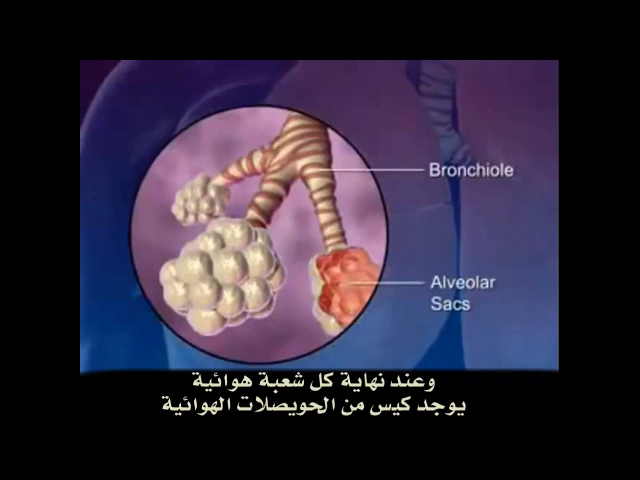 Bronchiole
Alveolar
Sacs
وعند نهاية كل شعبة هوائية
يوجد كيس من الحويصلات الهوائية